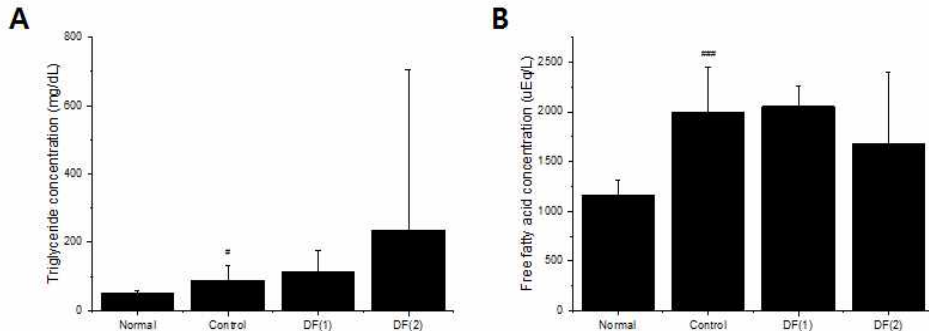 A
Triglyceride concentration (mg/dL)
800
600
400
200
0
#
Normal Control DF(1) DF(2)
B
Free fatty acid concentration (uEq/L)
2500
2000
1500
1000
500
0
###
Normal Control DF(1) DF(2)